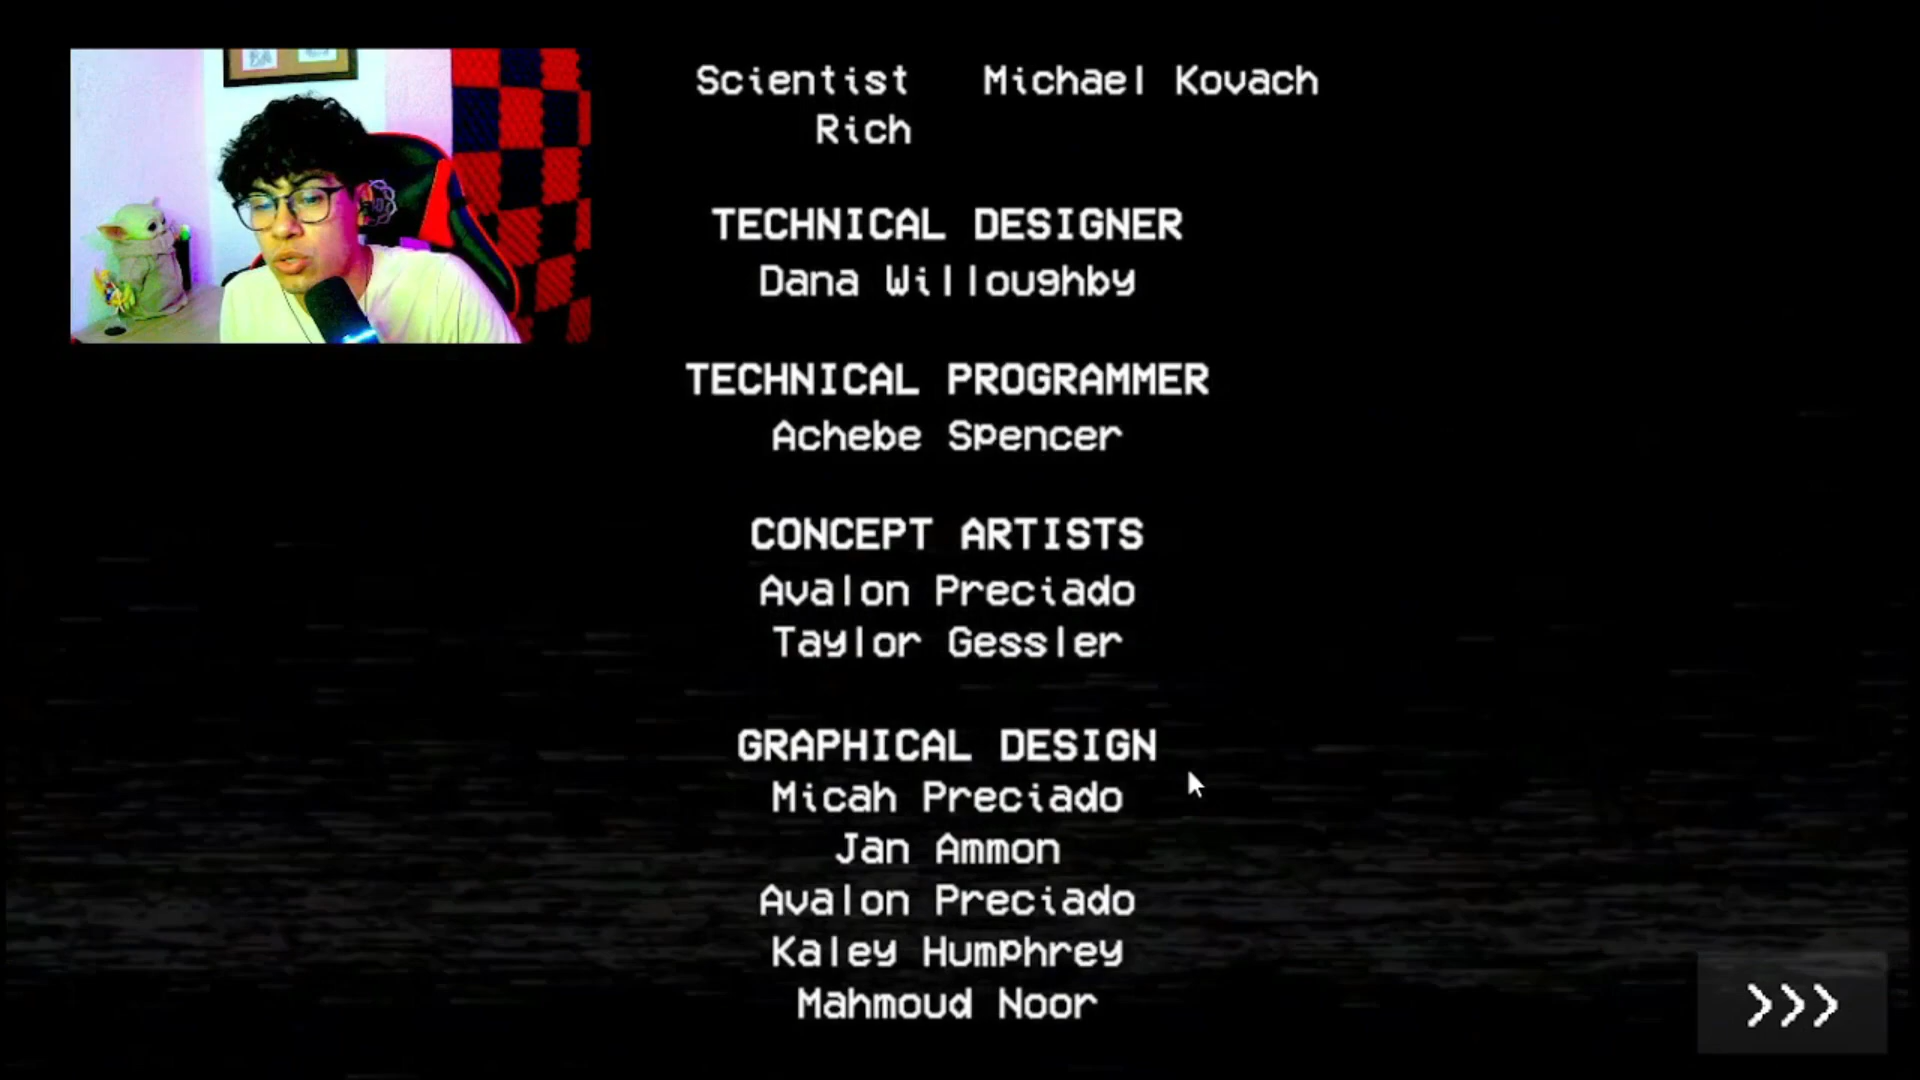 Scientist Michael Kovach
Rich
TECHNICAL DESIGNER
Dana Willoughby
TECHNICAL PROGRAMMER
Achebe Spencer
CONCEPT ARTISTS
Avalon Preciado
Taylor Gessler
GRAPHICAL DESIGN
Micah Preciado
Jan Ammon
Avalon Preciado
Kaley Humphrey
Mahmoud Noor
>>>